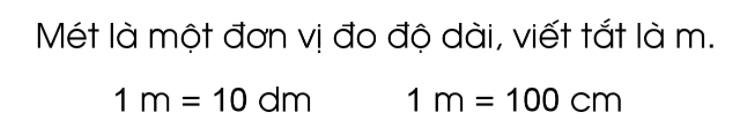 Mét là một đơn vị đo độ dài, viết tắt là m.
1 m = 10 dm 1 m = 100 cm